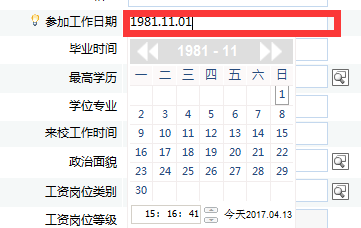 参加工作日期 1981.11.01
毕业时间 1981 - 11
一 二 三 四 五 六 日
最高学历 1
学位专业 2 3 4 5 6 7 8
来校工作时间 9 10 11 12 13 14 15
政治面貌 16 17 18 19 20 21 22
23 24 25 26 27 28 29
工资岗位类别 30
工资岗位等级 15: 16: 41 今天2017.04.13